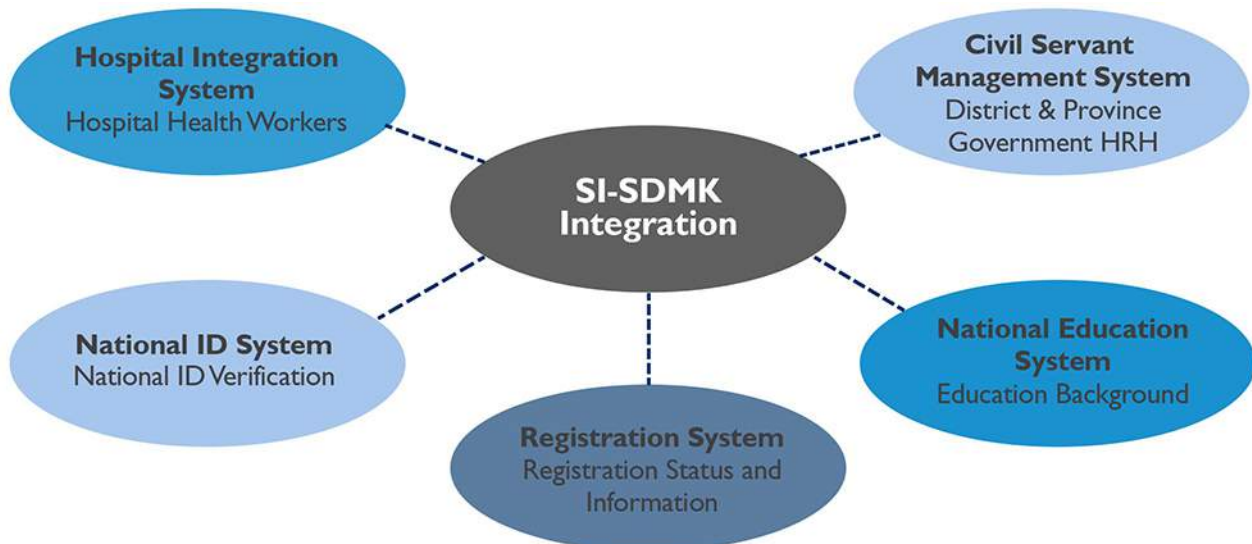 Hospital Integration
System
Hospital Health Workers
Civil Servant
Management System
District & Province
Government HRH
SI-SDMK
Integration
National ID System
National ID Verification
Registration System
Registration Status and
Information
National Education
System
Education Background